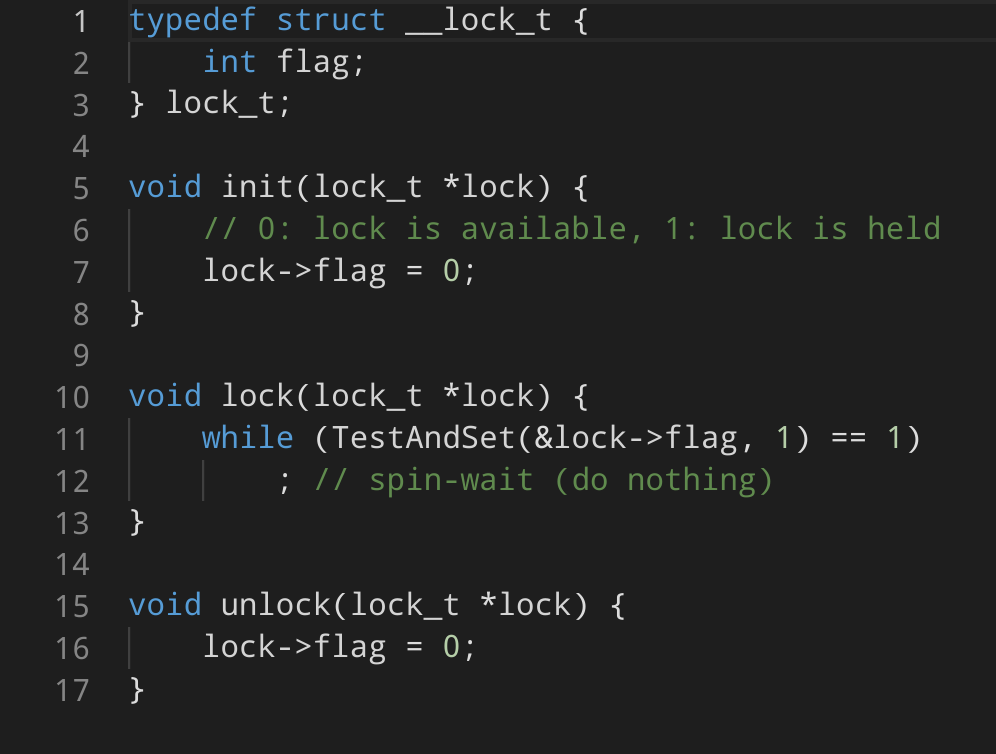 1 typedef struct __lock_t {
2     int flag;
3 } lock_t;
4
5 void init(lock_t *lock) {
6     // 0: lock is available, 1: lock is held
7     lock->flag = 0;
8 }
9
10 void lock(lock_t *lock) {
11     while (TestAndSet(&lock->flag, 1) == 1)
12         ; // spin-wait (do nothing)
13 }
14
15 void unlock(lock_t *lock) {
16     lock->flag = 0;
17 }